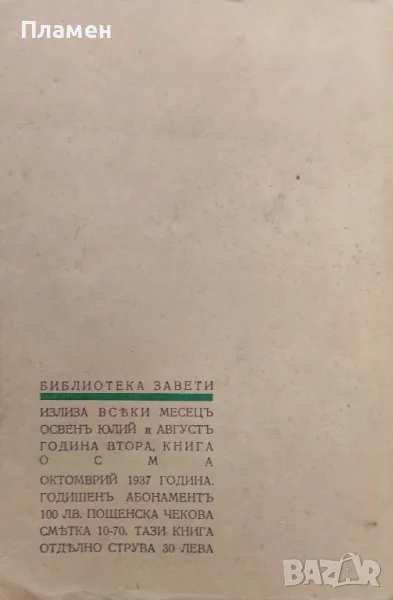 Пламен
БИБЛИОТЕКА ЗАВЕТИ
ИЗЛИЗА ВСѢКИ МЕСЕЦЪ
ОСВЕНЪ ЮЛИЙ и АВГУСТЪ
ГОДИНА ВТОРА, КНИГА
О С М А
ОКТОМВРИЙ 1937 ГОДИНА.
ГОДИШЕНЪ АБОНАМЕНТЪ
100 ЛВ. ПОЩЕНСКА ЧЕКОВА
СМѢТКА 10-70. ТАЗИ КНИГА
ОТДѢЛНО СТРУВА 30 ЛЕВА
BAZAR